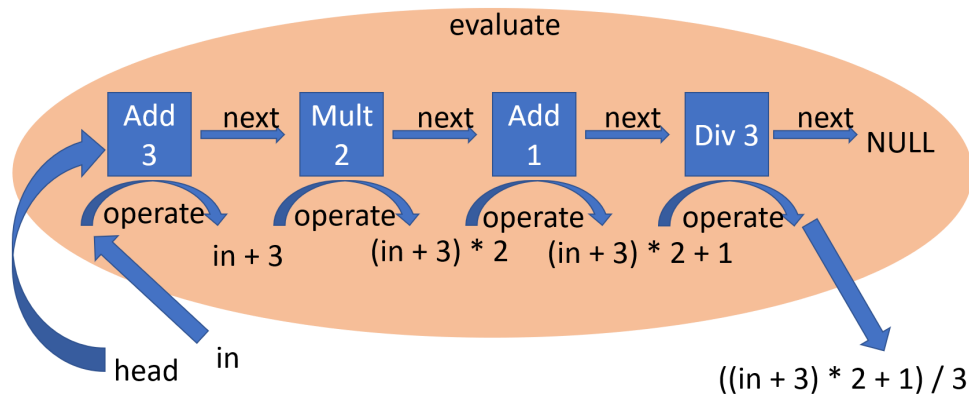 evaluate
Add
3
next
Mult
2
next
Add
1
next
Div 3
next
NULL
operate
operate
operate
operate
in + 3
(in + 3) * 2
(in + 3) * 2 + 1
head
in
((in + 3) * 2 + 1) / 3